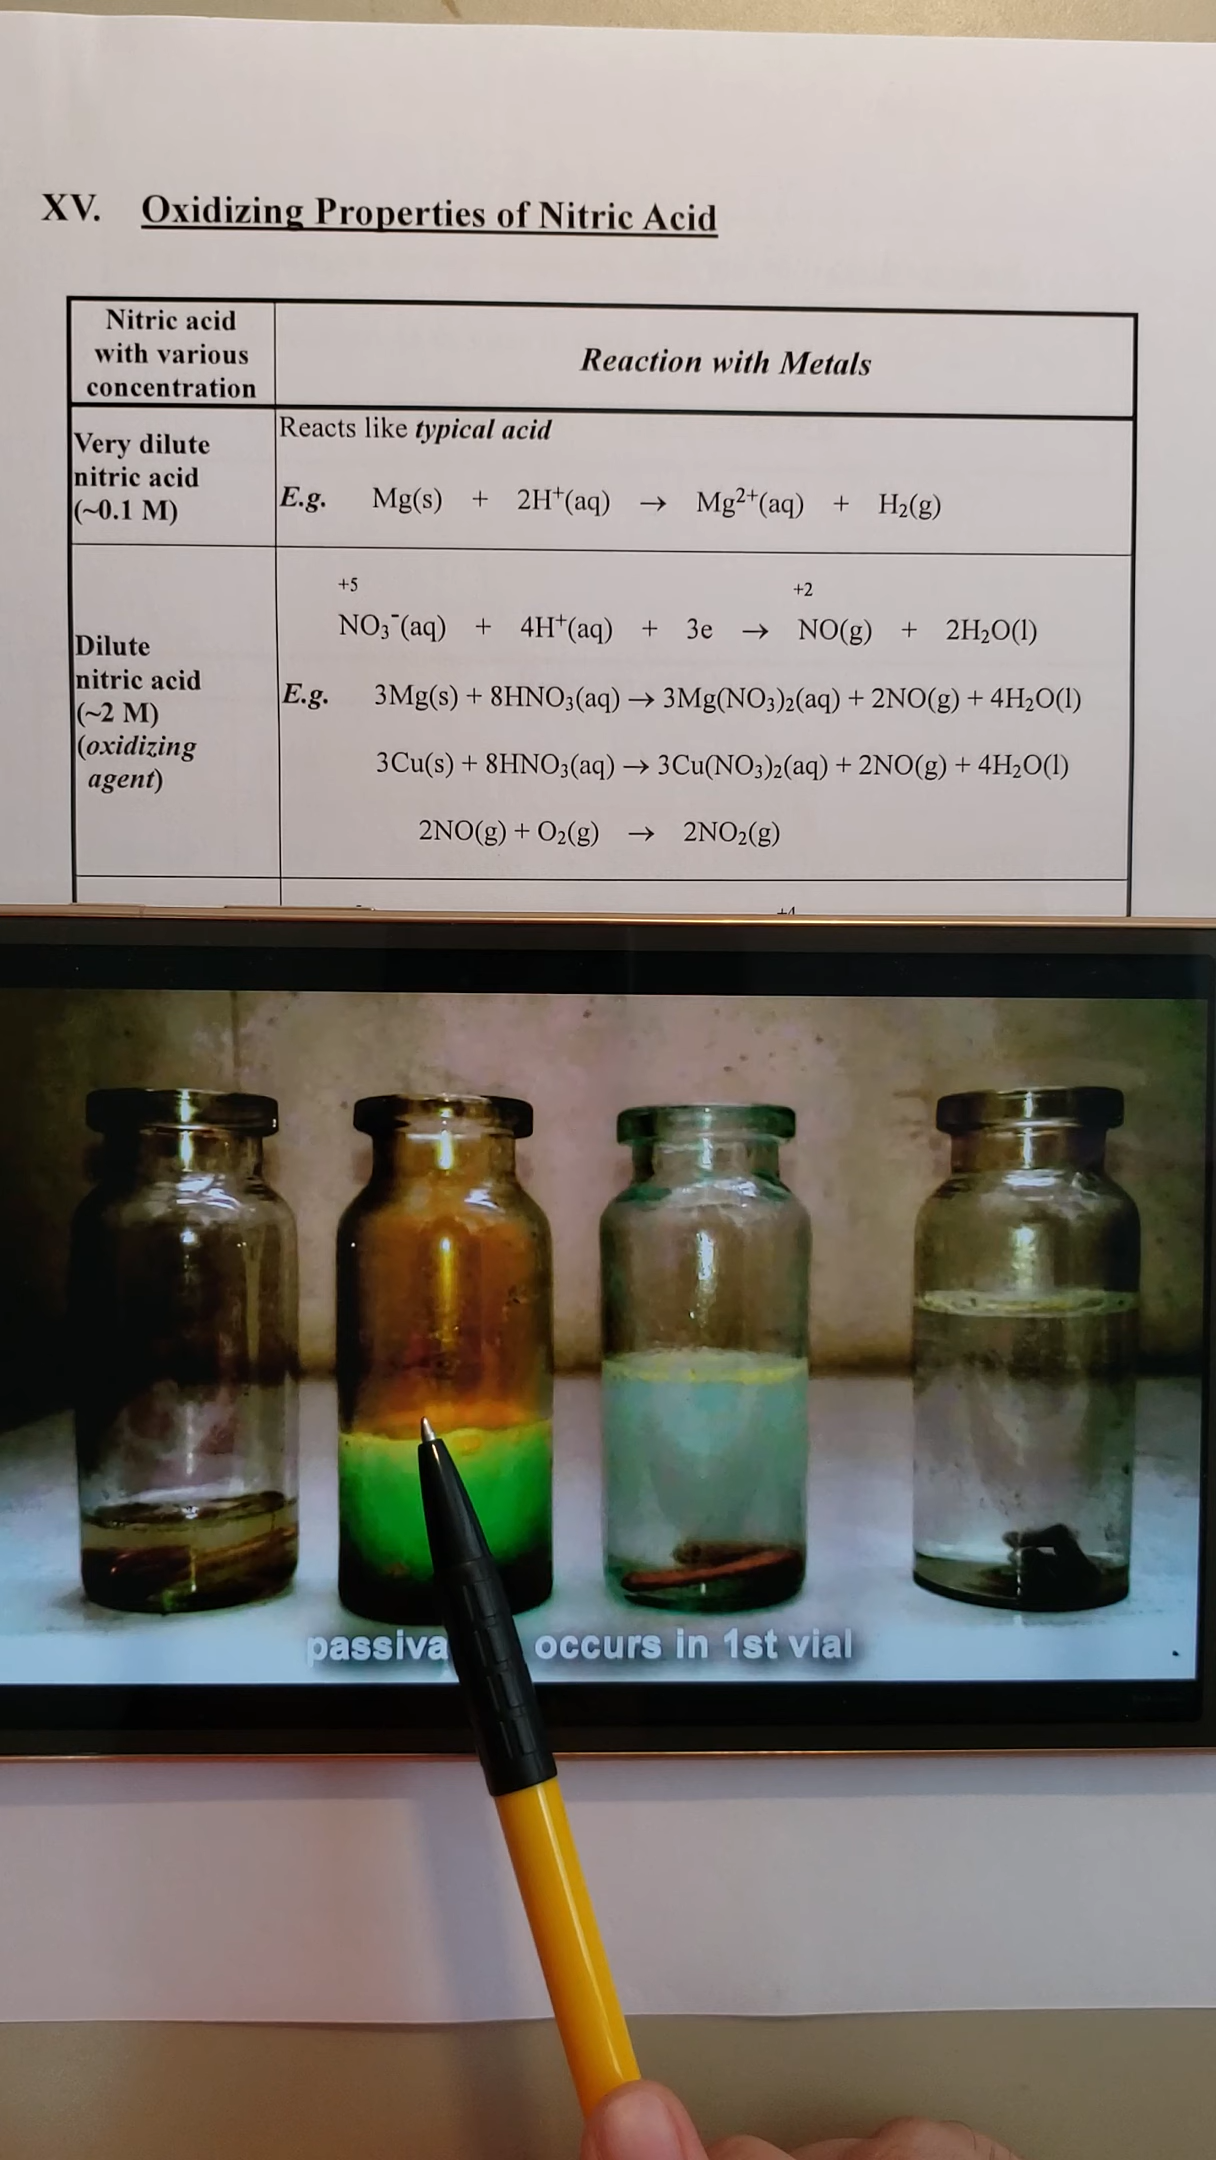 XV. Oxidizing Properties of Nitric Acid
Nitric acid
with various
concentration
Reaction with Metals
Very dilute
nitric acid
(~0.1 M)
Reacts like typical acid
E.g. Mg(s) + 2H⁺(aq) → Mg²⁺(aq) + H₂(g)
Dilute
nitric acid
(~2 M)
(oxidizing
agent)
+5 +2
NO₃⁻(aq) + 4H⁺(aq) + 3e → NO(g) + 2H₂O(l)
E.g. 3Mg(s) + 8HNO₃(aq) → 3Mg(NO₃)₂(aq) + 2NO(g) + 4H₂O(l)
3Cu(s) + 8HNO₃(aq) → 3Cu(NO₃)₂(aq) + 2NO(g) + 4H₂O(l)
2NO(g) + O₂(g) → 2NO₂(g)
+4
passiva occurs in 1st vial